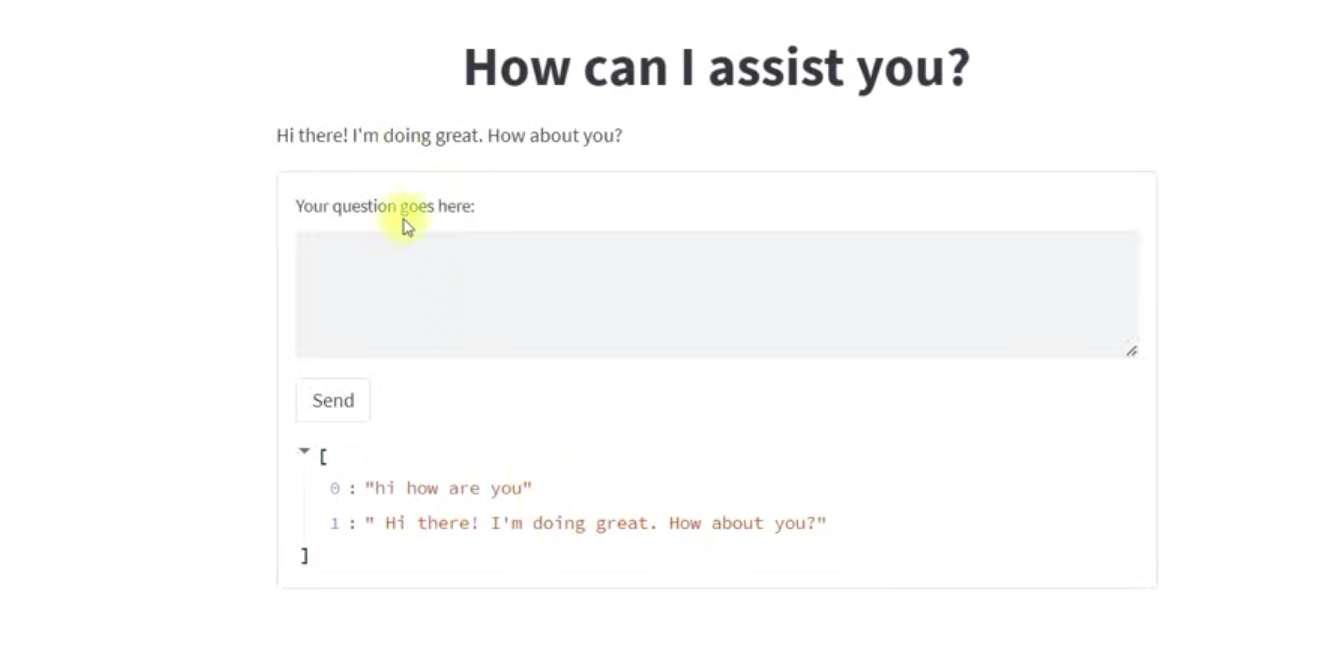 How can I assist you?
Hi there! I'm doing great. How about you?
Your question goes here:
Send
[
0 : "hi how are you"
1 : " Hi there! I'm doing great. How about you?"
]